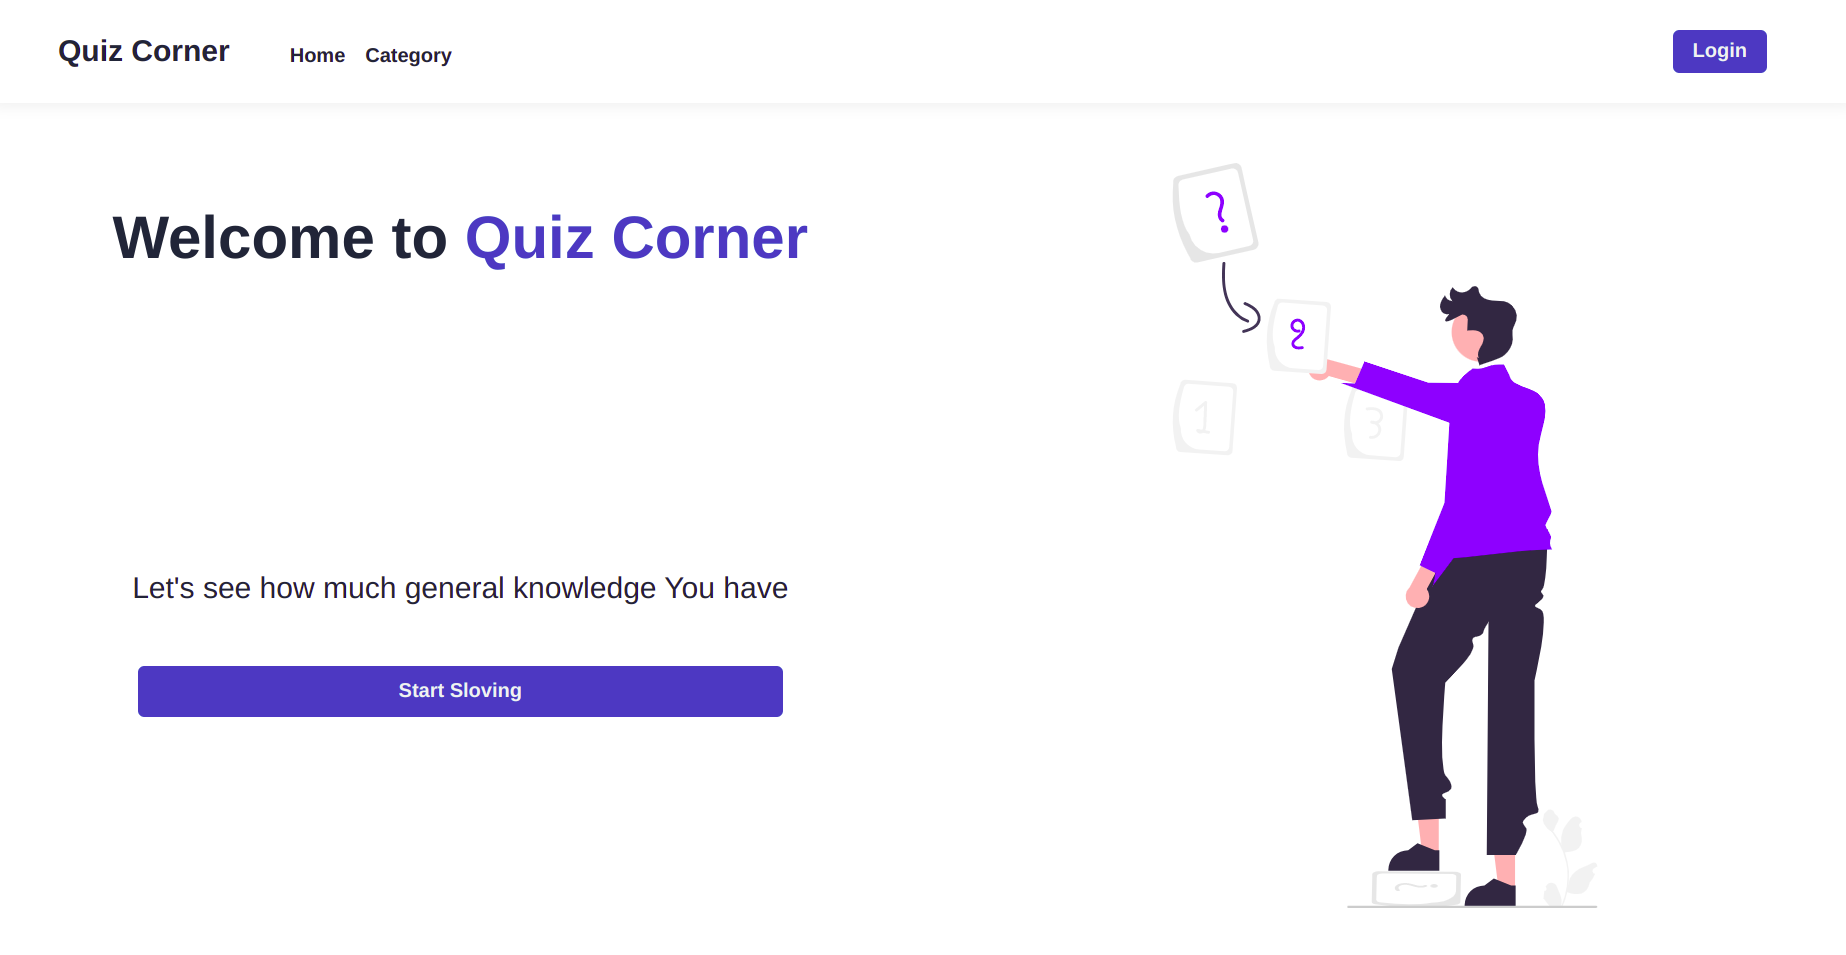 Quiz Corner
Home Category
Login
Welcome to Quiz Corner
?
2
1
3
Let's see how much general knowledge You have
Start Sloving